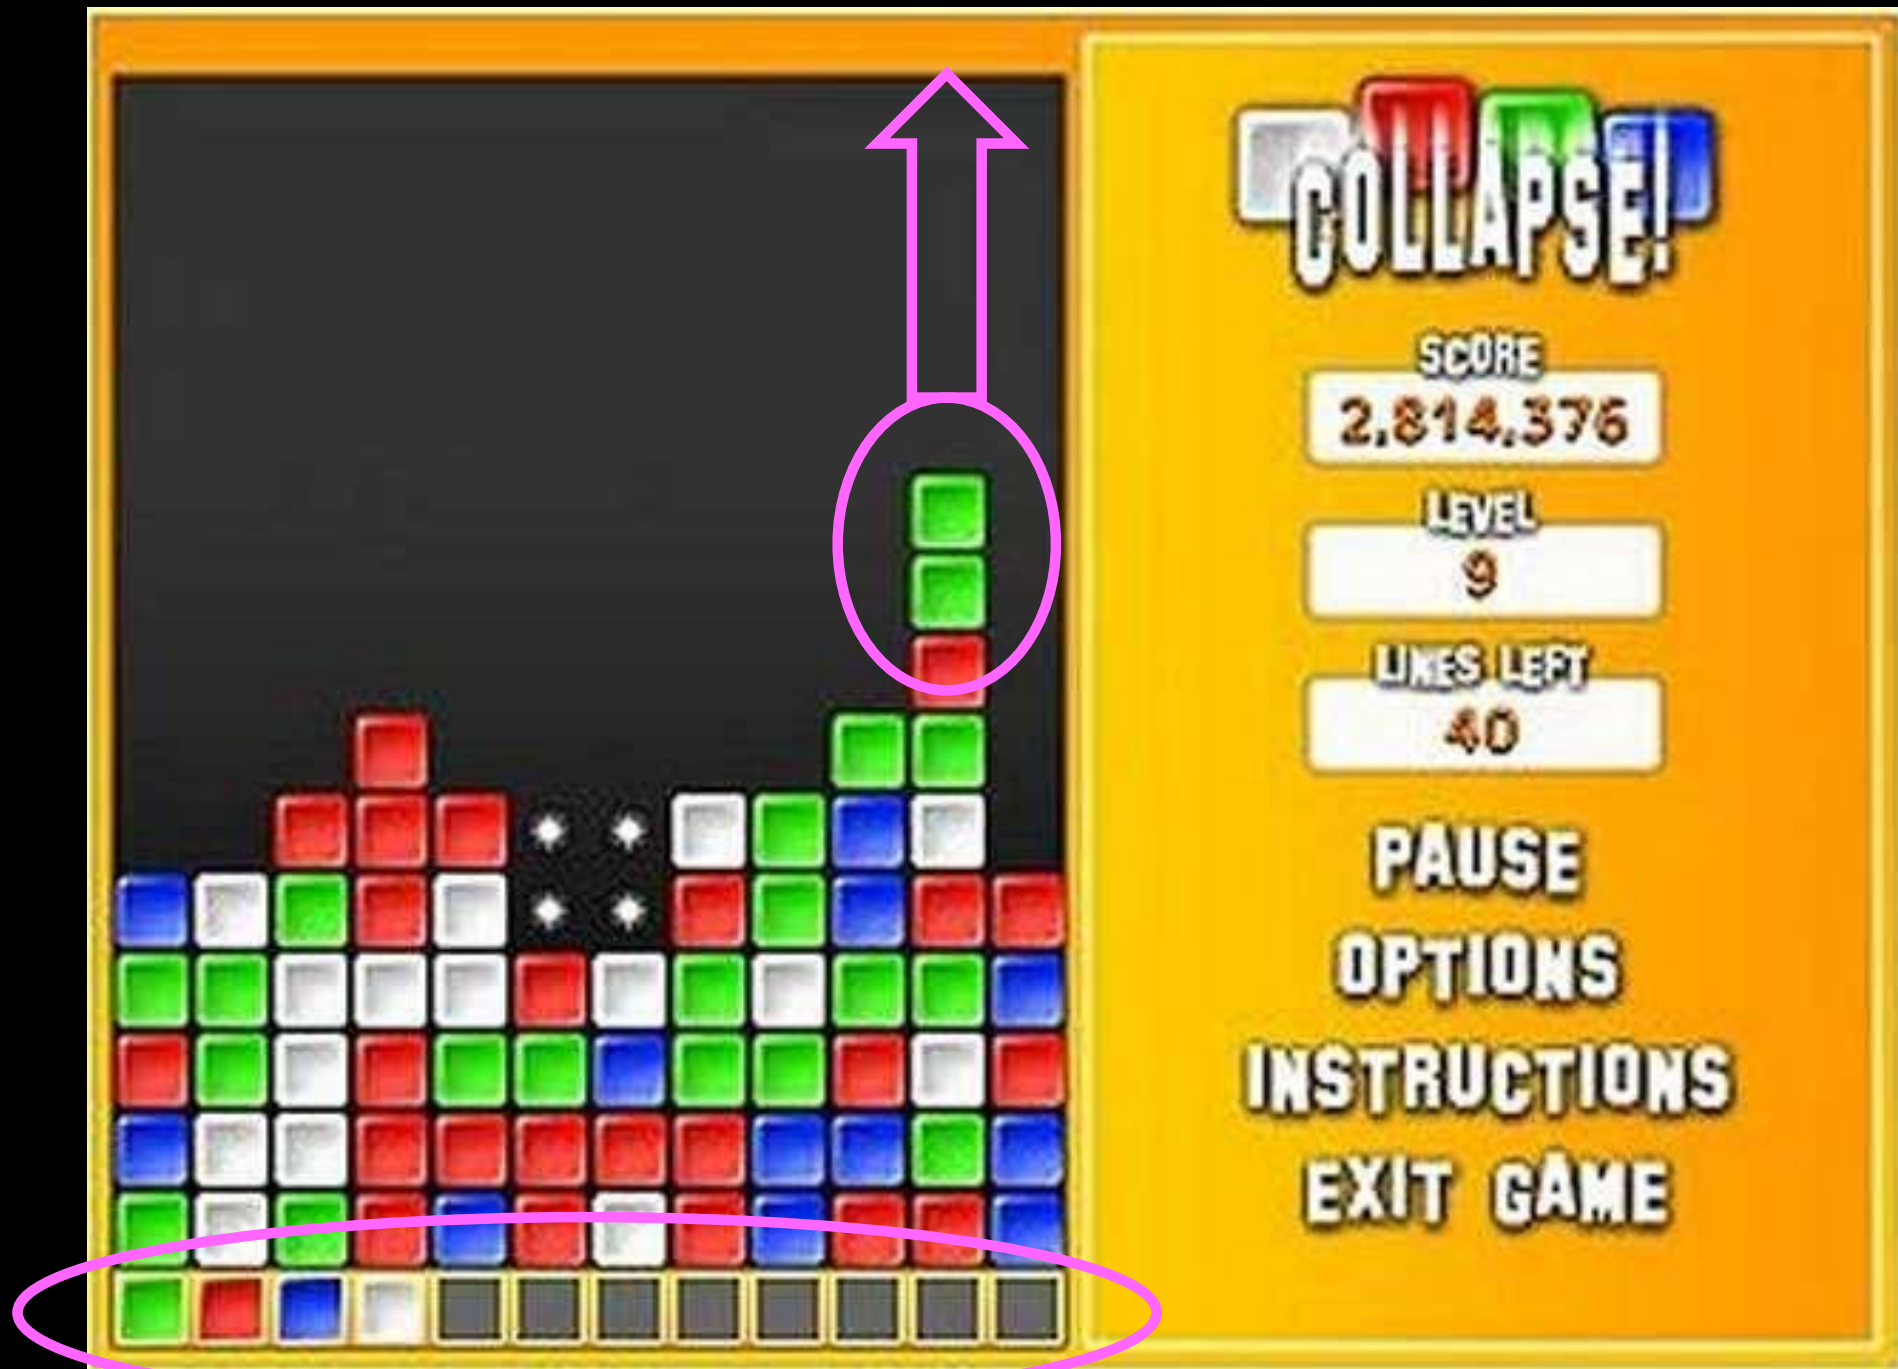 COLLAPSE!
SCORE
2,814,376
LEVEL
9
LINES LEFT
40
PAUSE
OPTIONS
INSTRUCTIONS
EXIT GAME